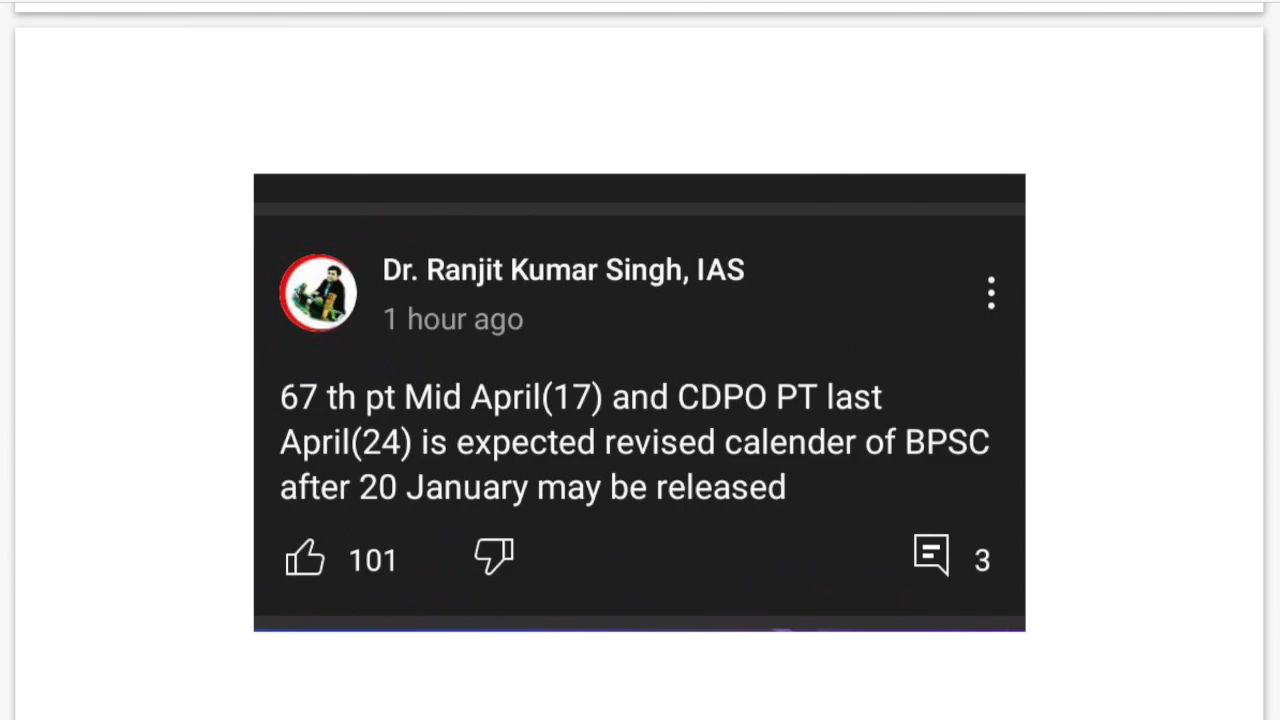 Dr. Ranjit Kumar Singh, IAS
1 hour ago
67 th pt Mid April(17) and CDPO PT last
April(24) is expected revised calender of BPSC
after 20 January may be released
101
3